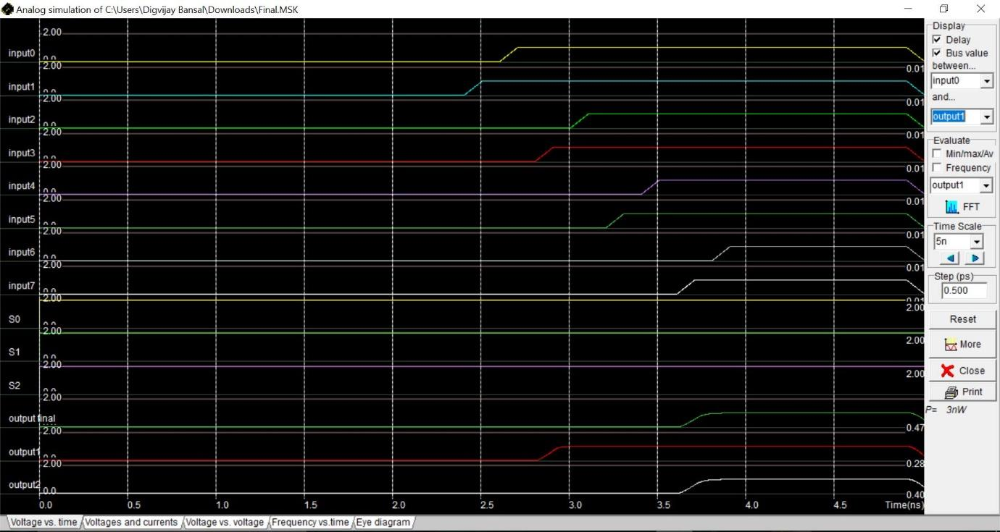 Analog simulation of C:\Users\Digvijay Bansal\Downloads\Final.MSK
2.00
input0
0.0
0.01
2.00
input1
0.0
0.01
2.00
input2
0.0
0.01
2.00
input3
0.0
0.01
2.00
input4
0.0
0.01
2.00
input5
0.0
0.01
2.00
input6
0.0
0.01
2.00
input7
0.0
0.01
2.00
2.00
S0
0.0
2.00
2.00
S1
0.0
2.00
2.00
S2
0.0
2.00
output final
0.47
2.00
output1
0.0
0.28
2.00
output2
0.0
0.40
0.0 0.5 1.0 1.5 2.0 2.5 3.0 3.5 4.0 4.5 Time(ns)
Voltage vs. time Voltages and currents Voltage vs. voltage Frequency vs.time Eye diagram
Display
Delay
Bus value
between...
input0
and...
output1
Evaluate
Min/max/Av
Frequency
output1
FFT
Time Scale
5n
Step (ps)
0.500
Reset
More
Close
Print
P= 3nW